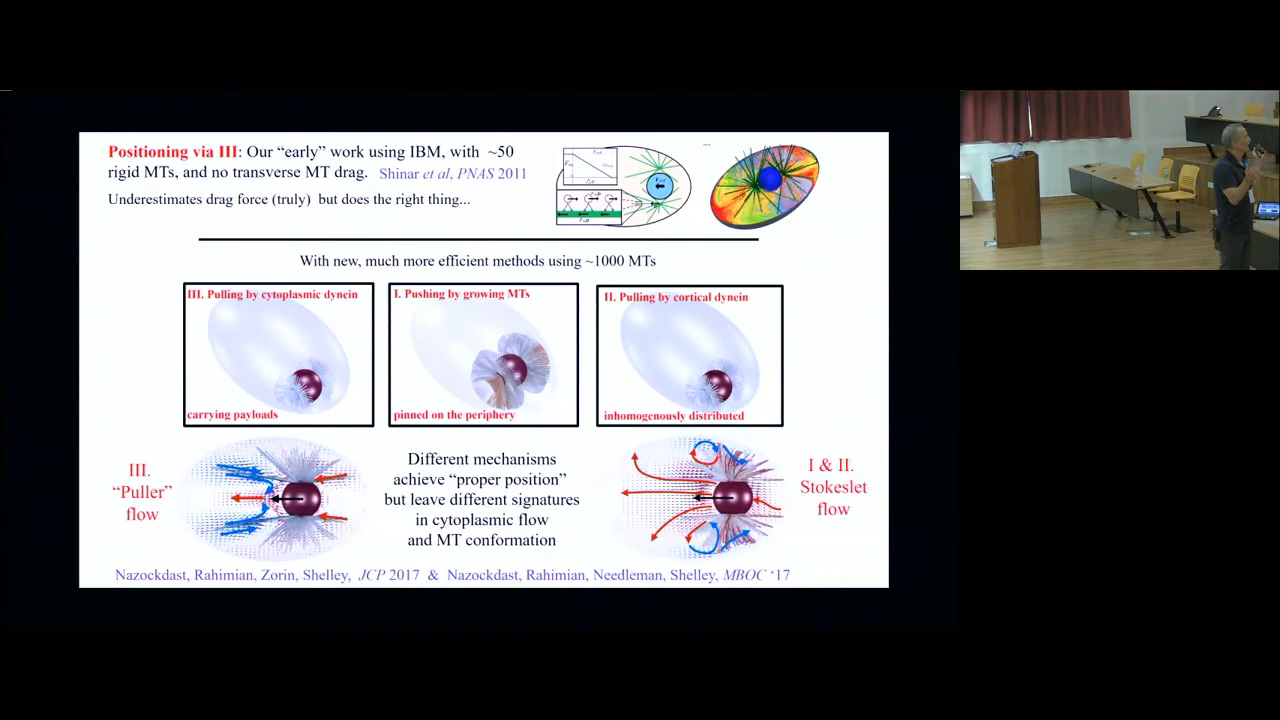 Positioning via III: Our “early” work using IBM, with ~50
rigid MTs, and no transverse MT drag. Shinar et al, PNAS 2011
Underestimates drag force (truly) but does the right thing...
With new, much more efficient methods using ~1000 MTs
III. Pulling by cytoplasmic dynein
carrying payloads
I. Pushing by growing MTs
pinned on the periphery
II. Pulling by cortical dynein
inhomogenously distributed
III.
“Puller”
flow
Different mechanisms
achieve “proper position”
but leave different signatures
in cytoplasmic flow
and MT conformation
I & II.
Stokeslet
flow
Nazockdast, Rahimian, Zorin, Shelley, JCP 2017 & Nazockdast, Rahimian, Needleman, Shelley, MBOC ‘17